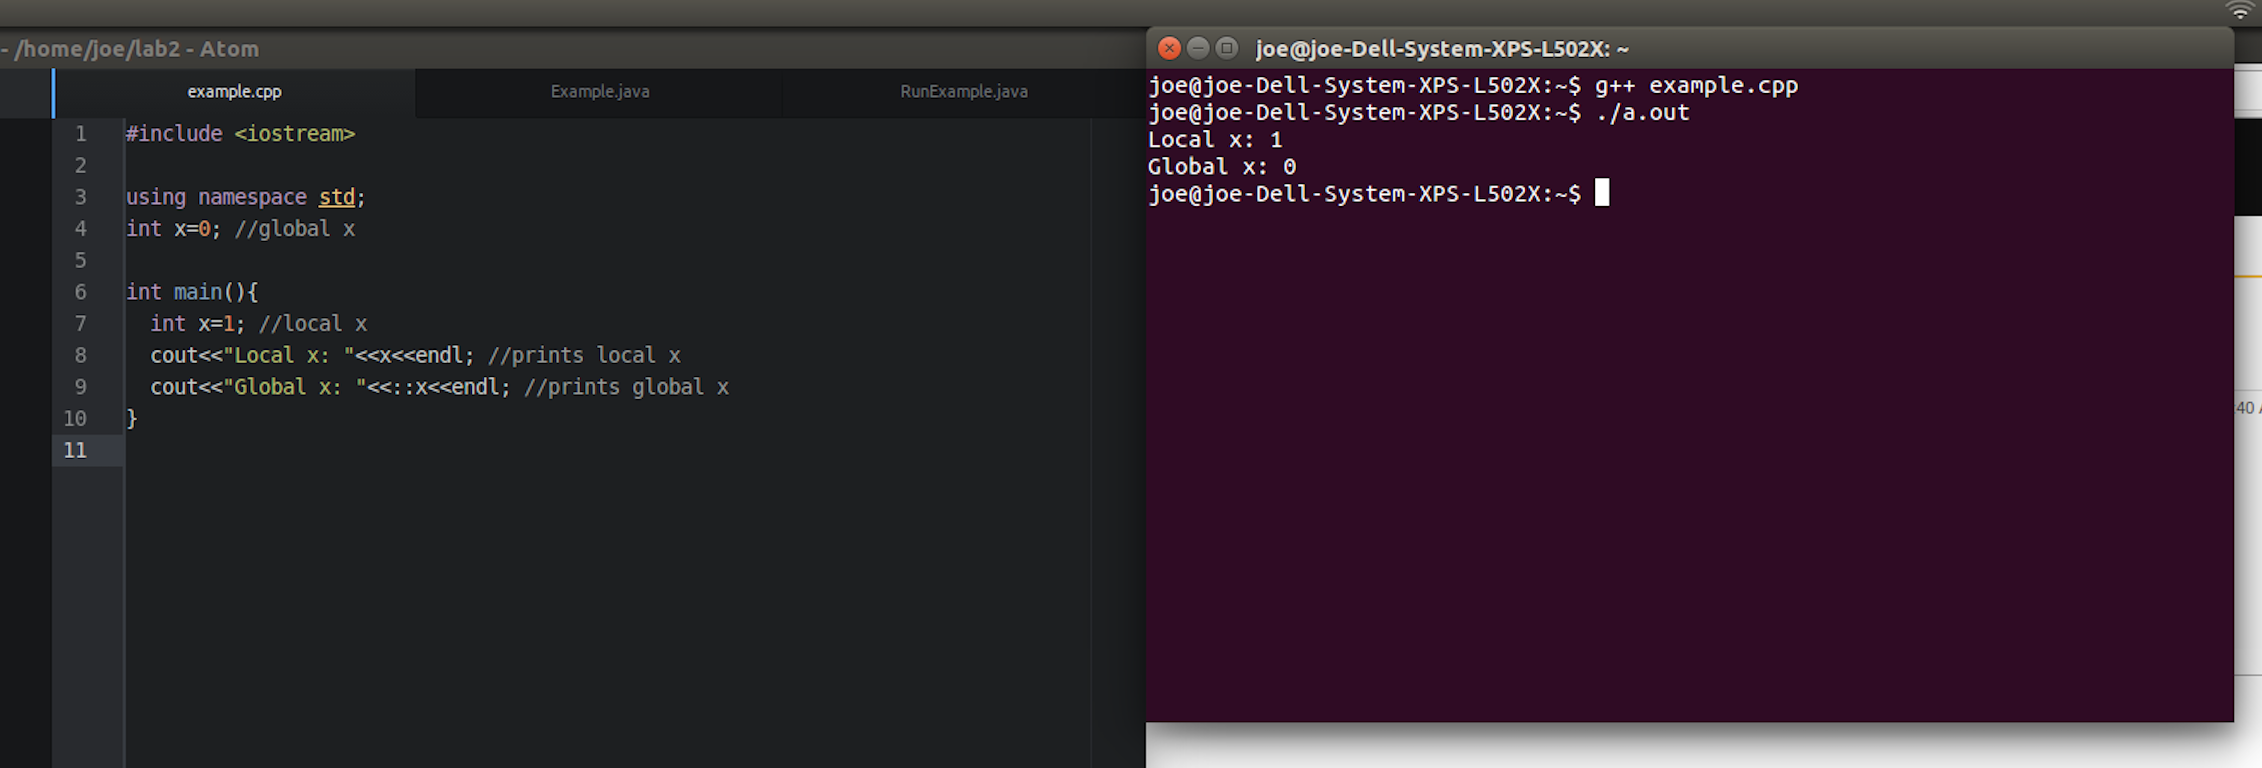 - /home/joe/lab2 - Atom
example.cpp
Example.java
RunExample.java
1 #include <iostream>
2
3 using namespace std;
4 int x=0; //global x
5
6 int main(){
7   int x=1; //local x
8   cout<<"Local x: "<<x<<endl; //prints local x
9   cout<<"Global x: "<<::x<<endl; //prints global x
10 }
11
joe@joe-Dell-System-XPS-L502X: ~
joe@joe-Dell-System-XPS-L502X:~$ g++ example.cpp
joe@joe-Dell-System-XPS-L502X:~$ ./a.out
Local x: 1
Global x: 0
joe@joe-Dell-System-XPS-L502X:~$